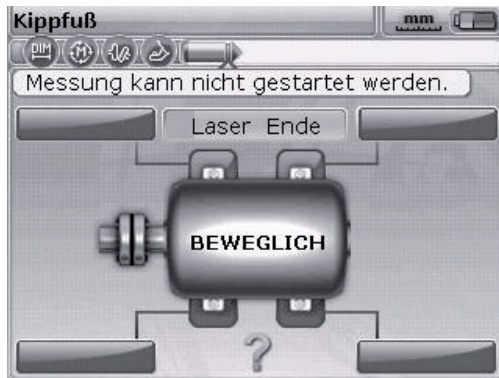 Kippfuß mm
DIM M
Messung kann nicht gestartet werden.
Laser Ende
BEWEGLICH
?